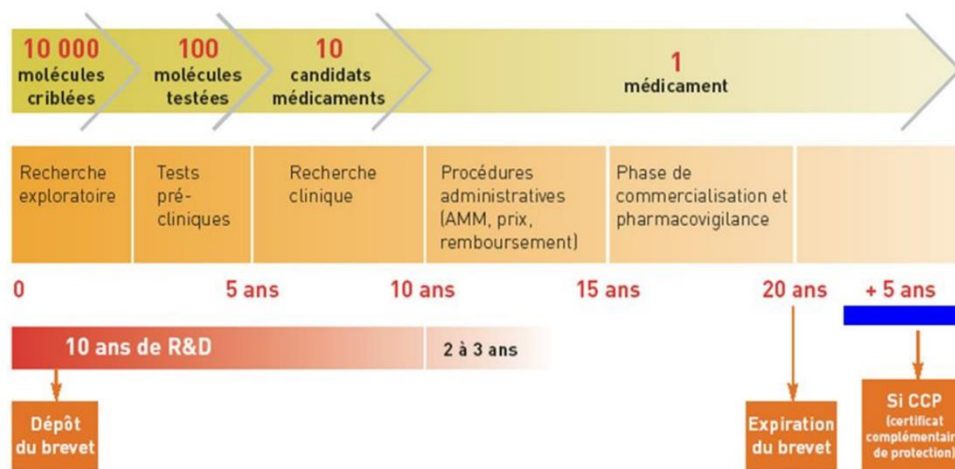 10 000
molécules
criblées
100
molécules
testées
10
candidats
médicaments
1
médicament
Recherche
exploratoire
Tests
pré-
cliniques
Recherche
clinique
Procédures
administratives
(AMM, prix,
remboursement)
Phase de
commercialisation et
pharmacovigilance
0
5 ans
10 ans
15 ans
20 ans
+ 5 ans
10 ans de R&D
2 à 3 ans
Dépôt
du brevet
Expiration
du brevet
Si CCP
(certificat
complémentaire
de protection)